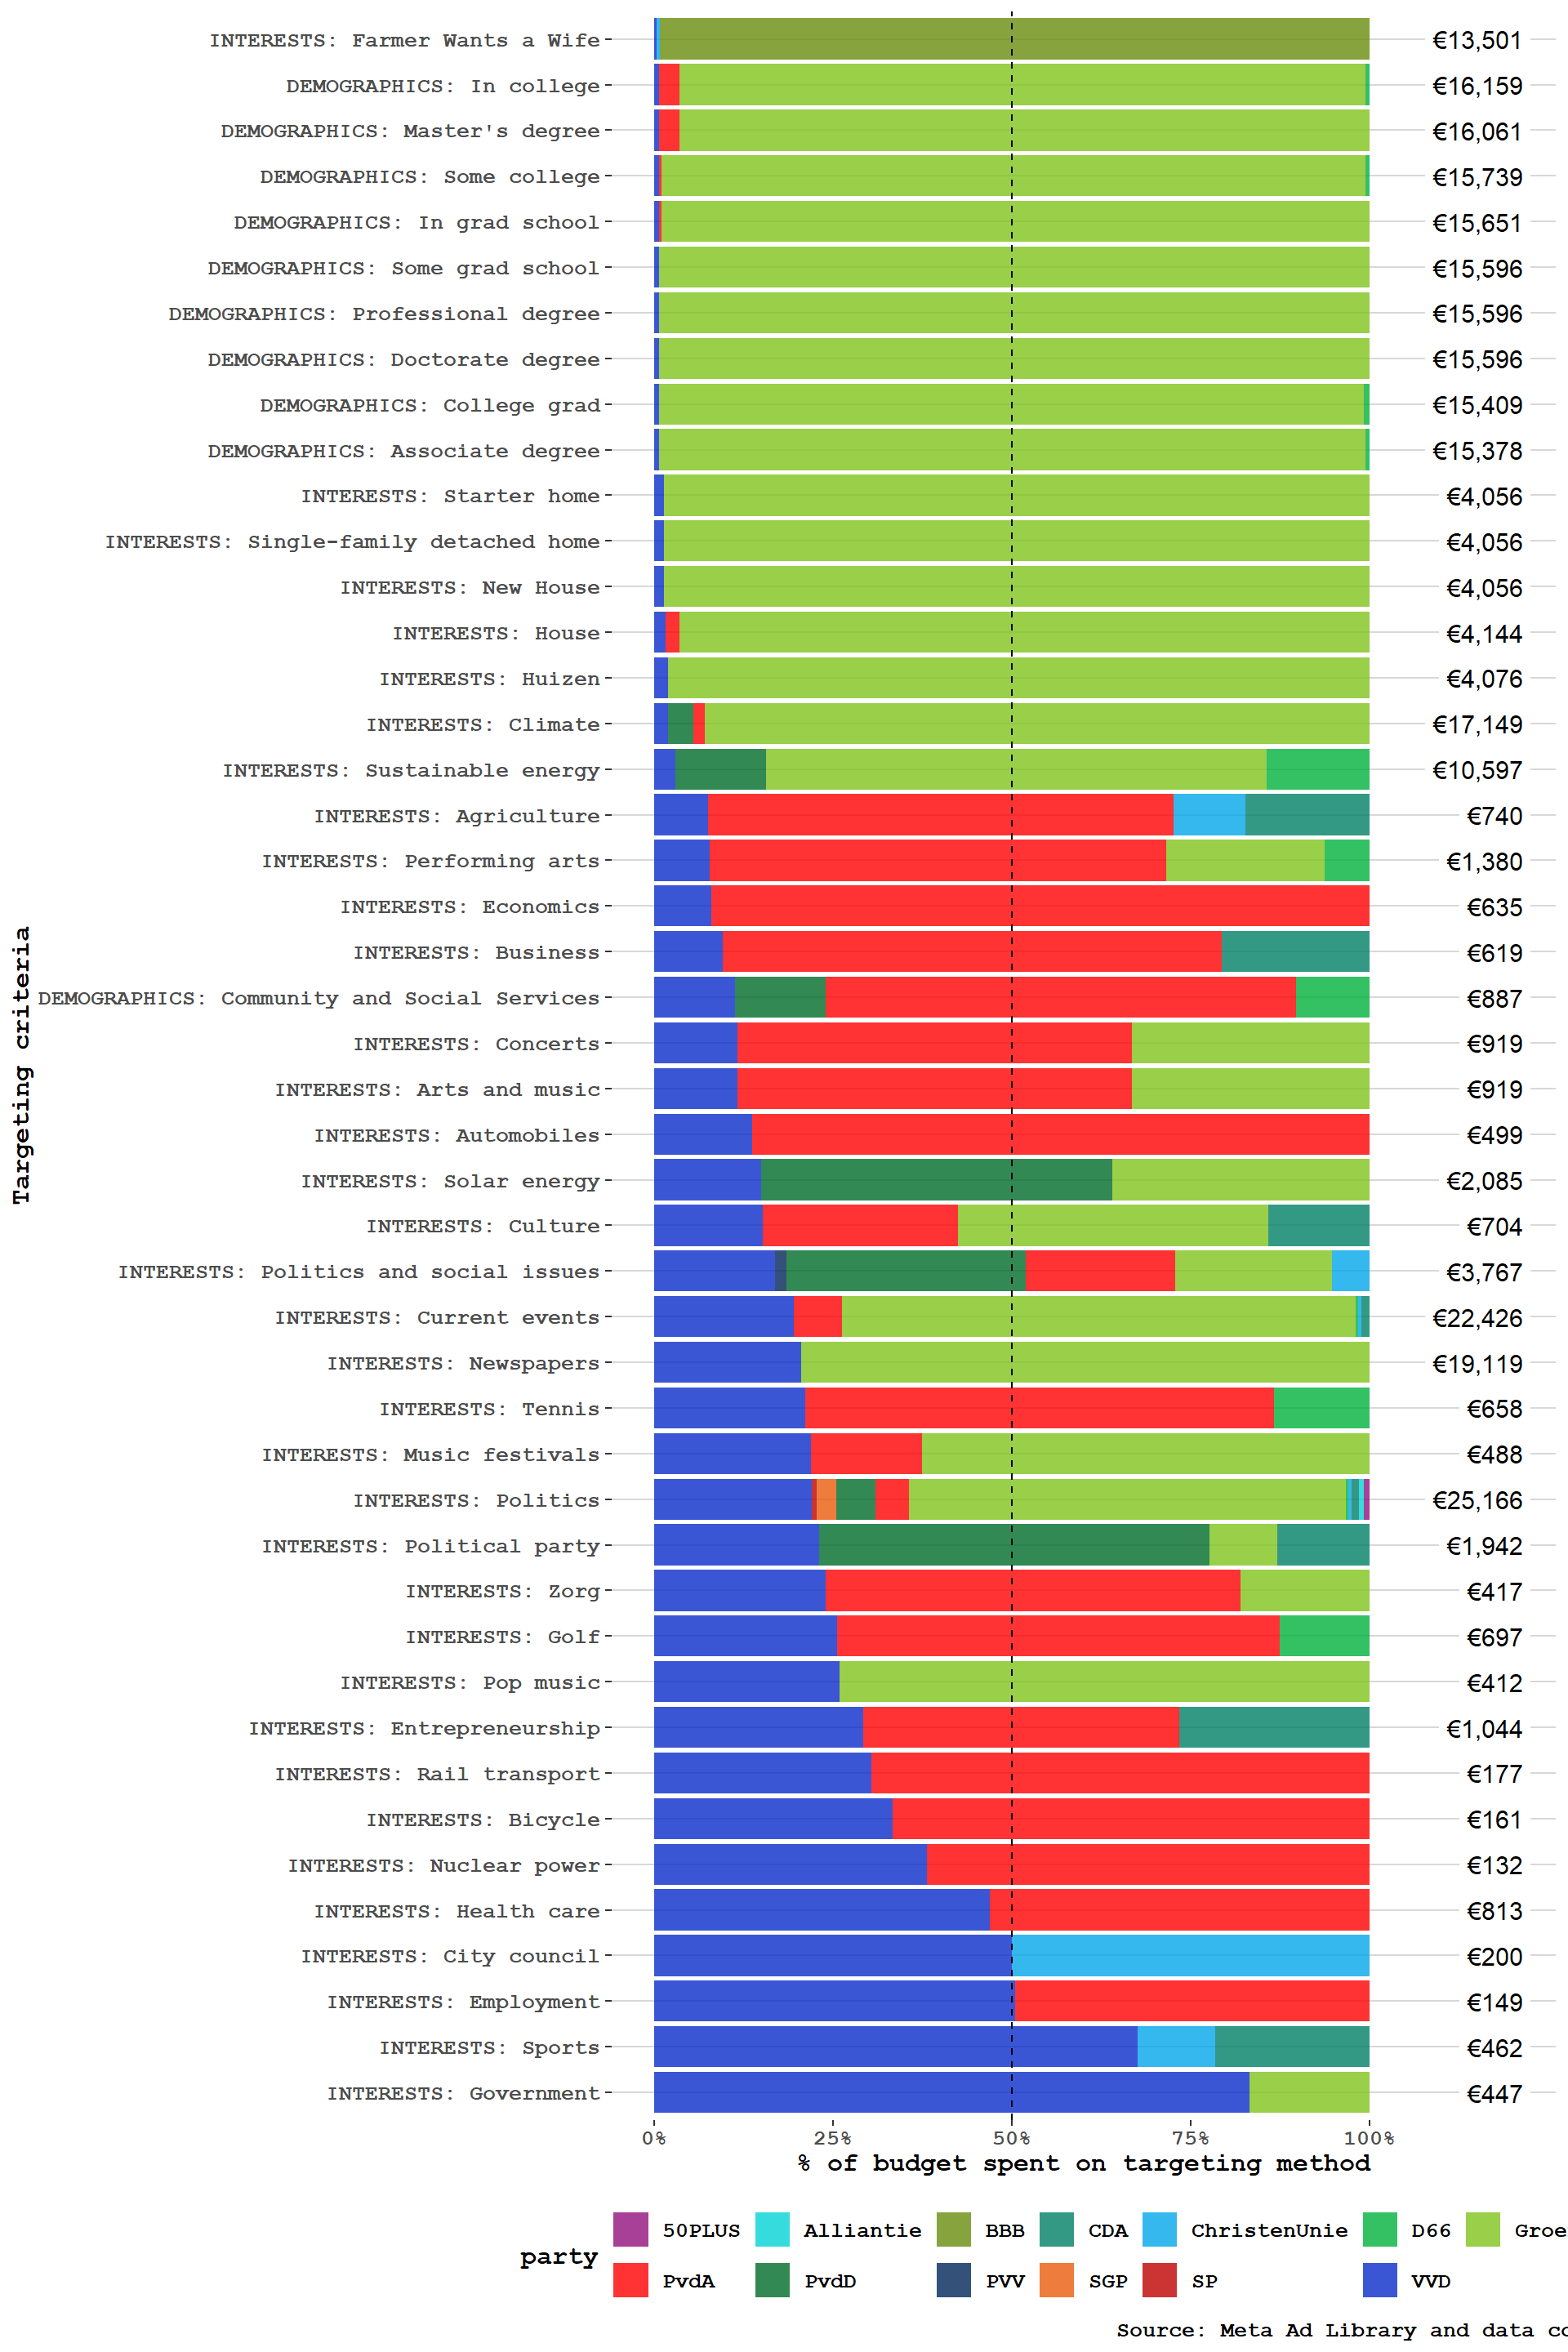 INTERESTS: Farmer Wants a Wife €13,501
DEMOGRAPHICS: In college €16,159
DEMOGRAPHICS: Master's degree €16,061
DEMOGRAPHICS: Some college €15,739
DEMOGRAPHICS: In grad school €15,651
DEMOGRAPHICS: Some grad school €15,596
DEMOGRAPHICS: Professional degree €15,596
DEMOGRAPHICS: Doctorate degree €15,596
DEMOGRAPHICS: College grad €15,409
DEMOGRAPHICS: Associate degree €15,378
INTERESTS: Starter home €4,056
INTERESTS: Single-family detached home €4,056
INTERESTS: New House €4,056
INTERESTS: House €4,144
INTERESTS: Huizen €4,076
INTERESTS: Climate €17,149
INTERESTS: Sustainable energy €10,597
INTERESTS: Agriculture €740
INTERESTS: Performing arts €1,380
INTERESTS: Economics €635
INTERESTS: Business €619
DEMOGRAPHICS: Community and Social Services €887
INTERESTS: Concerts €919
INTERESTS: Arts and music €919
INTERESTS: Automobiles €499
INTERESTS: Solar energy €2,085
INTERESTS: Culture €704
INTERESTS: Politics and social issues €3,767
INTERESTS: Current events €22,426
INTERESTS: Newspapers €19,119
INTERESTS: Tennis €658
INTERESTS: Music festivals €488
INTERESTS: Politics €25,166
INTERESTS: Political party €1,942
INTERESTS: Zorg €417
INTERESTS: Golf €697
INTERESTS: Pop music €412
INTERESTS: Entrepreneurship €1,044
INTERESTS: Rail transport €177
INTERESTS: Bicycle €161
INTERESTS: Nuclear power €132
INTERESTS: Health care €813
INTERESTS: City council €200
INTERESTS: Employment €149
INTERESTS: Sports €462
INTERESTS: Government €447
Targeting criteria
0% 25% 50% 75% 100%
% of budget spent on targeting method
party
50PLUS Alliantie BBB CDA ChristenUnie D66 Groe
PvdA PvdD PVV SGP SP VVD
Source: Meta Ad Library and data co